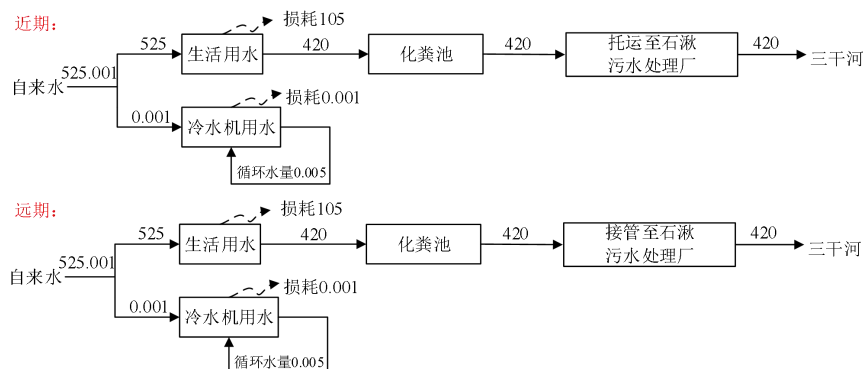 近期：
损耗105
525
生活用水
420
化粪池
420
托运至石湫
污水处理厂
420
三干河
自来水
525.001
0.001
冷水机用水
损耗0.001
循环水量0.005
远期：
损耗105
525
生活用水
420
化粪池
420
接管至石湫
污水处理厂
420
三干河
自来水
525.001
0.001
冷水机用水
损耗0.001
循环水量0.005